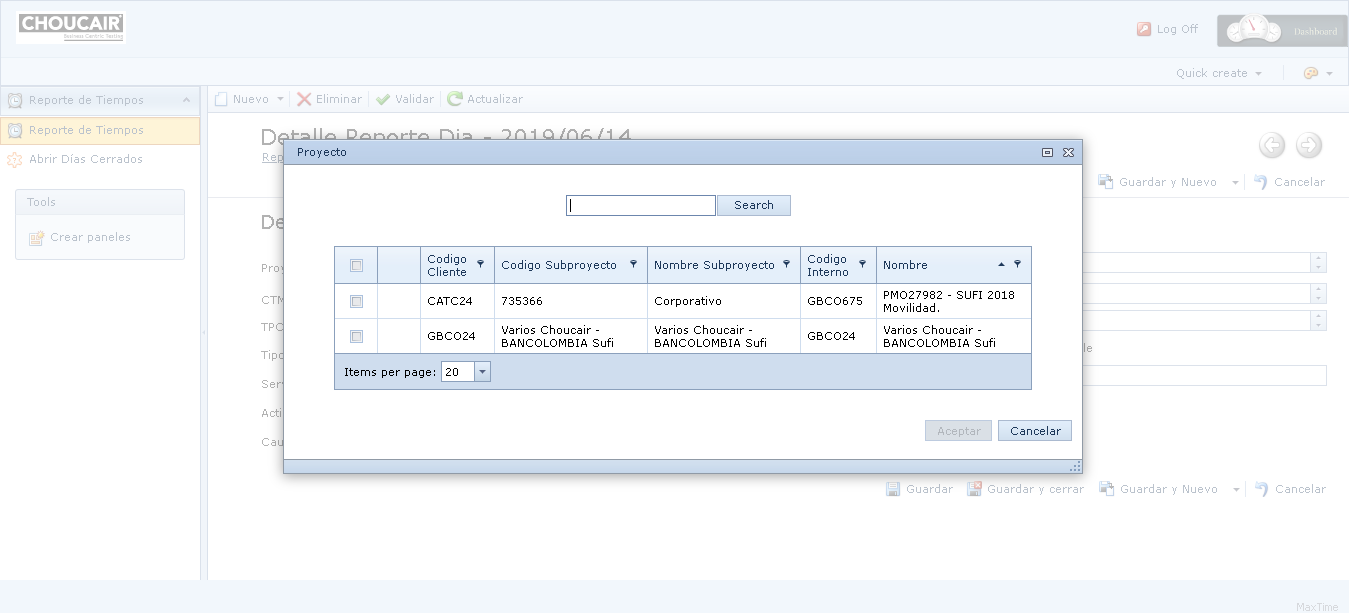 CHOUCAIR
Business Centric Testing
Log Off
Dashboard
Quick create
Reporte de Tiempos
Reporte de Tiempos
Abrir Días Cerrados
Tools
Crear paneles
Nuevo
Eliminar
Validar
Actualizar
Detalle Reporte Dia - 2019/06/14
Rep
Guardar y Nuevo
Cancelar
De
Proy
CTM
TPC
Tipo
le
Ser
Acti
Cau
Proyecto
Search
Codigo Cliente
Codigo Subproyecto
Nombre Subproyecto
Codigo Interno
Nombre
CATC24
735366
Corporativo
GBCO675
PMO27982 - SUFI 2018
Movilidad.
GBCO24
Varios Choucair -
BANCOLOMBIA Sufi
Varios Choucair -
BANCOLOMBIA Sufi
GBCO24
Varios Choucair -
BANCOLOMBIA Sufi
Items per page: 20
Aceptar
Cancelar
Guardar
Guardar y cerrar
Guardar y Nuevo
Cancelar
MaxTime